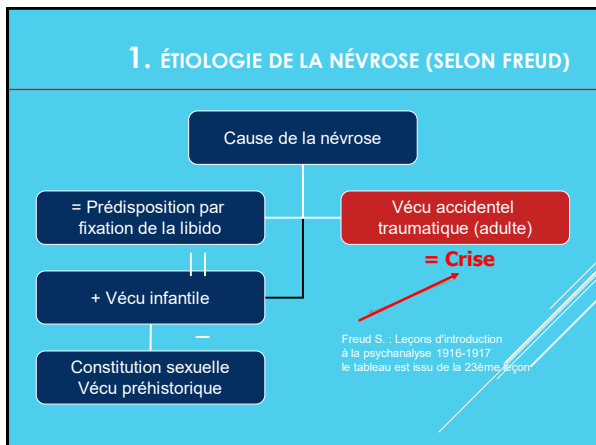 1. ÉTIOLOGIE DE LA NÉVROSE (SELON FREUD)
Cause de la névrose
= Prédisposition par
fixation de la libido
Vécu accidentel
traumatique (adulte)
= Crise
+ Vécu infantile
Constitution sexuelle
Vécu préhistorique
Freud S. : Leçons d'introduction
à la psychanalyse 1916-1917
le tableau est issu de la 23ème leçon